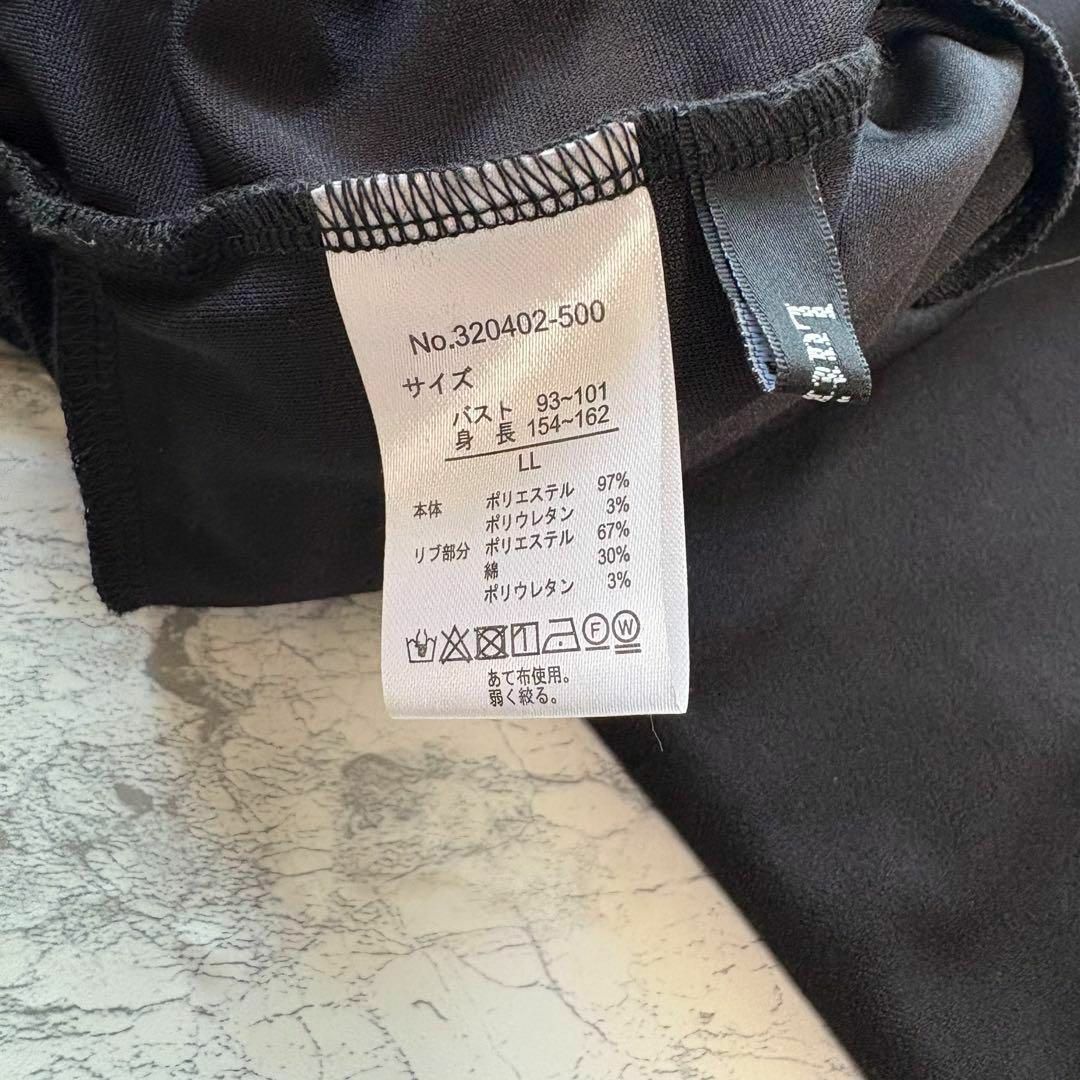 No.320402-500
サイズ
バスト 93~101
身 長 154~162
LL
本体 ポリエステル 97%
ポリウレタン 3%
リブ部分 ポリエステル 67%
綿 30%
ポリウレタン 3%
F W
あて布使用。
弱く絞る。